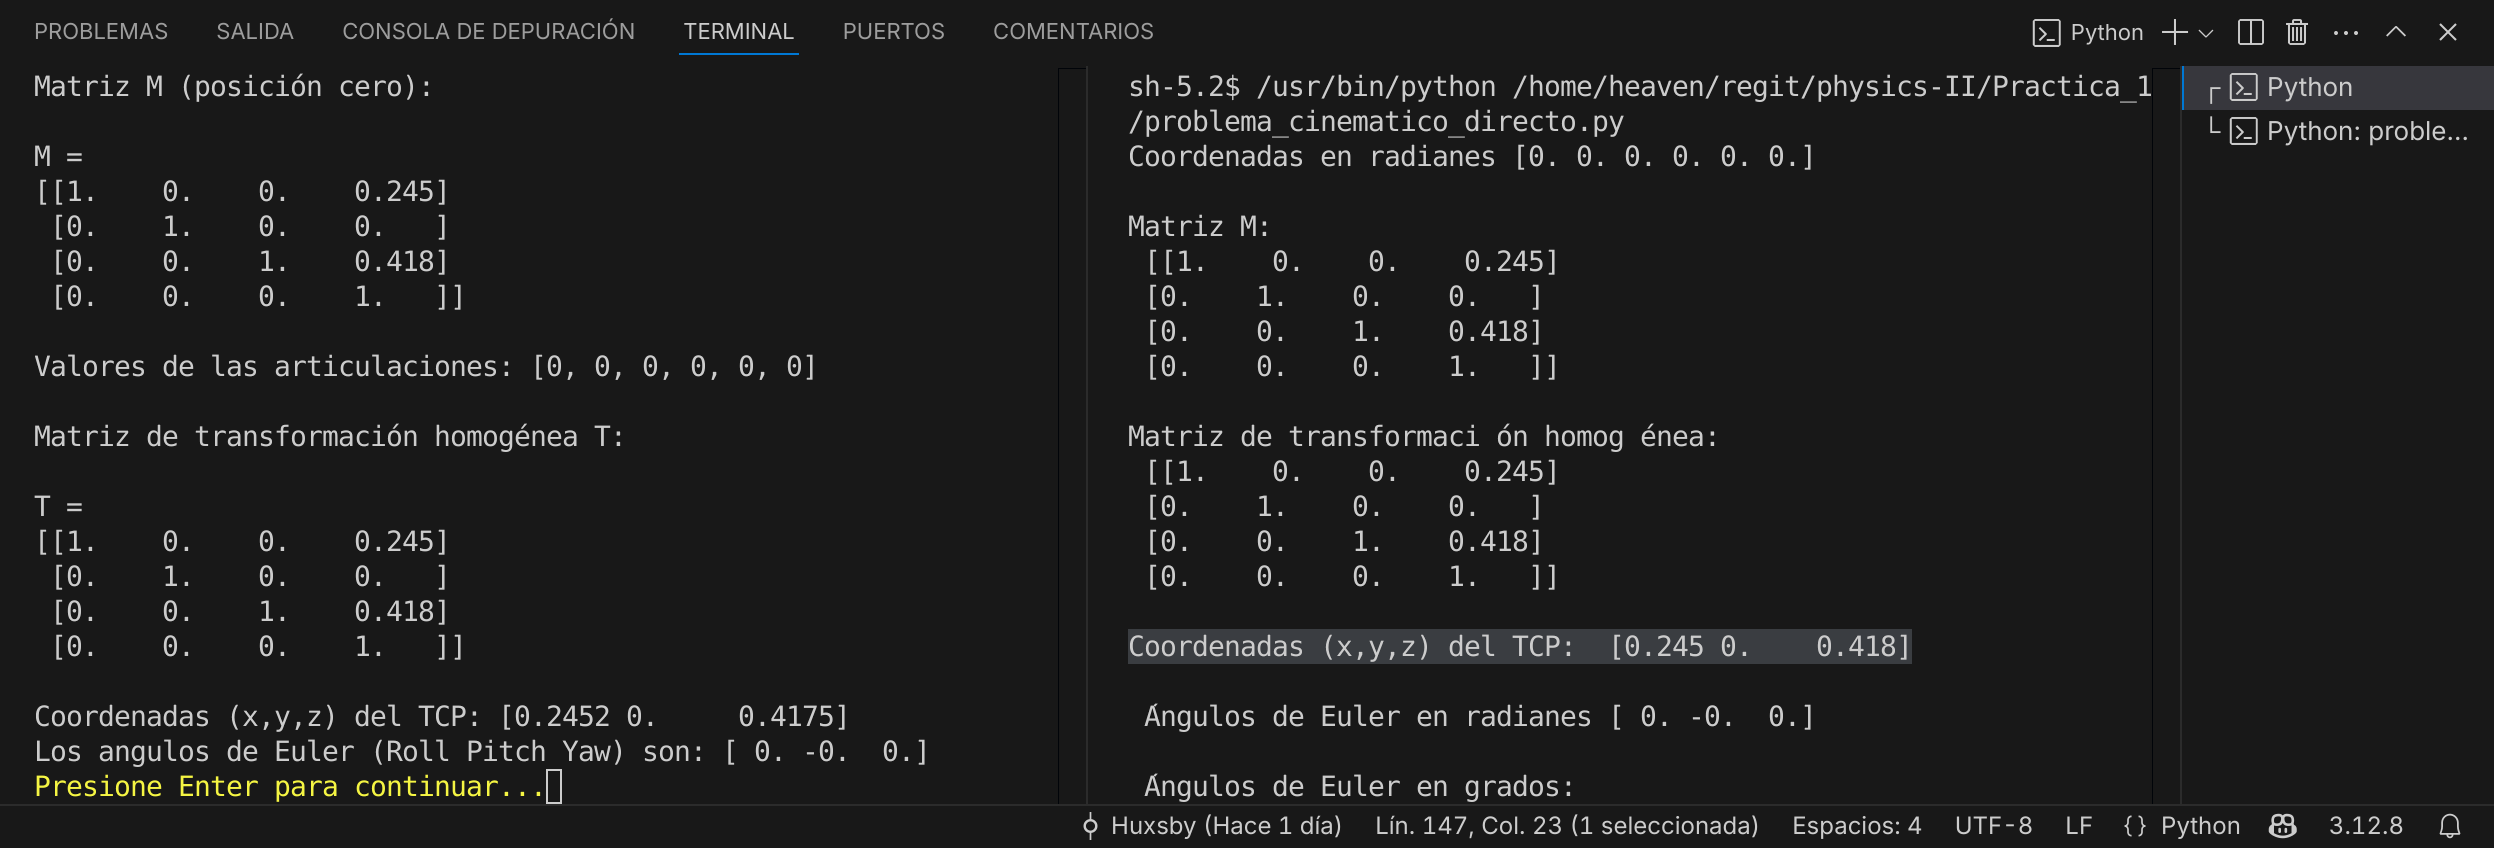 PROBLEMAS SALIDA CONSOLA DE DEPURACIÓN TERMINAL PUERTOS COMENTARIOS Python
Matriz M (posición cero):
M =
[[1.    0.    0.    0.245]
 [0.    1.    0.    0.   ]
 [0.    0.    1.    0.418]
 [0.    0.    0.    1.   ]]
Valores de las articulaciones: [0, 0, 0, 0, 0, 0]
Matriz de transformación homogénea T:
T =
[[1.    0.    0.    0.245]
 [0.    1.    0.    0.   ]
 [0.    0.    1.    0.418]
 [0.    0.    0.    1.   ]]
Coordenadas (x,y,z) del TCP: [0.2452 0.     0.4175]
Los angulos de Euler (Roll Pitch Yaw) son: [ 0. -0.  0.]
Presione Enter para continuar...
sh-5.2$ /usr/bin/python /home/heaven/regit/physics-II/Practica_1
/problema_cinematico_directo.py
Coordenadas en radianes [0. 0. 0. 0. 0. 0.]
Matriz M:
 [[1.    0.    0.    0.245]
 [0.    1.    0.    0.   ]
 [0.    0.    1.    0.418]
 [0.    0.    0.    1.   ]]
Matriz de transformaci ón homog énea:
 [[1.    0.    0.    0.245]
 [0.    1.    0.    0.   ]
 [0.    0.    1.    0.418]
 [0.    0.    0.    1.   ]]
Coordenadas (x,y,z) del TCP:  [0.245 0.    0.418]
 Ángulos de Euler en radianes [ 0. -0.  0.]
 Ángulos de Euler en grados:
Python
Python: proble...
Huxsby (Hace 1 día) Lín. 147, Col. 23 (1 seleccionada) Espacios: 4 UTF-8 LF {} Python 3.12.8